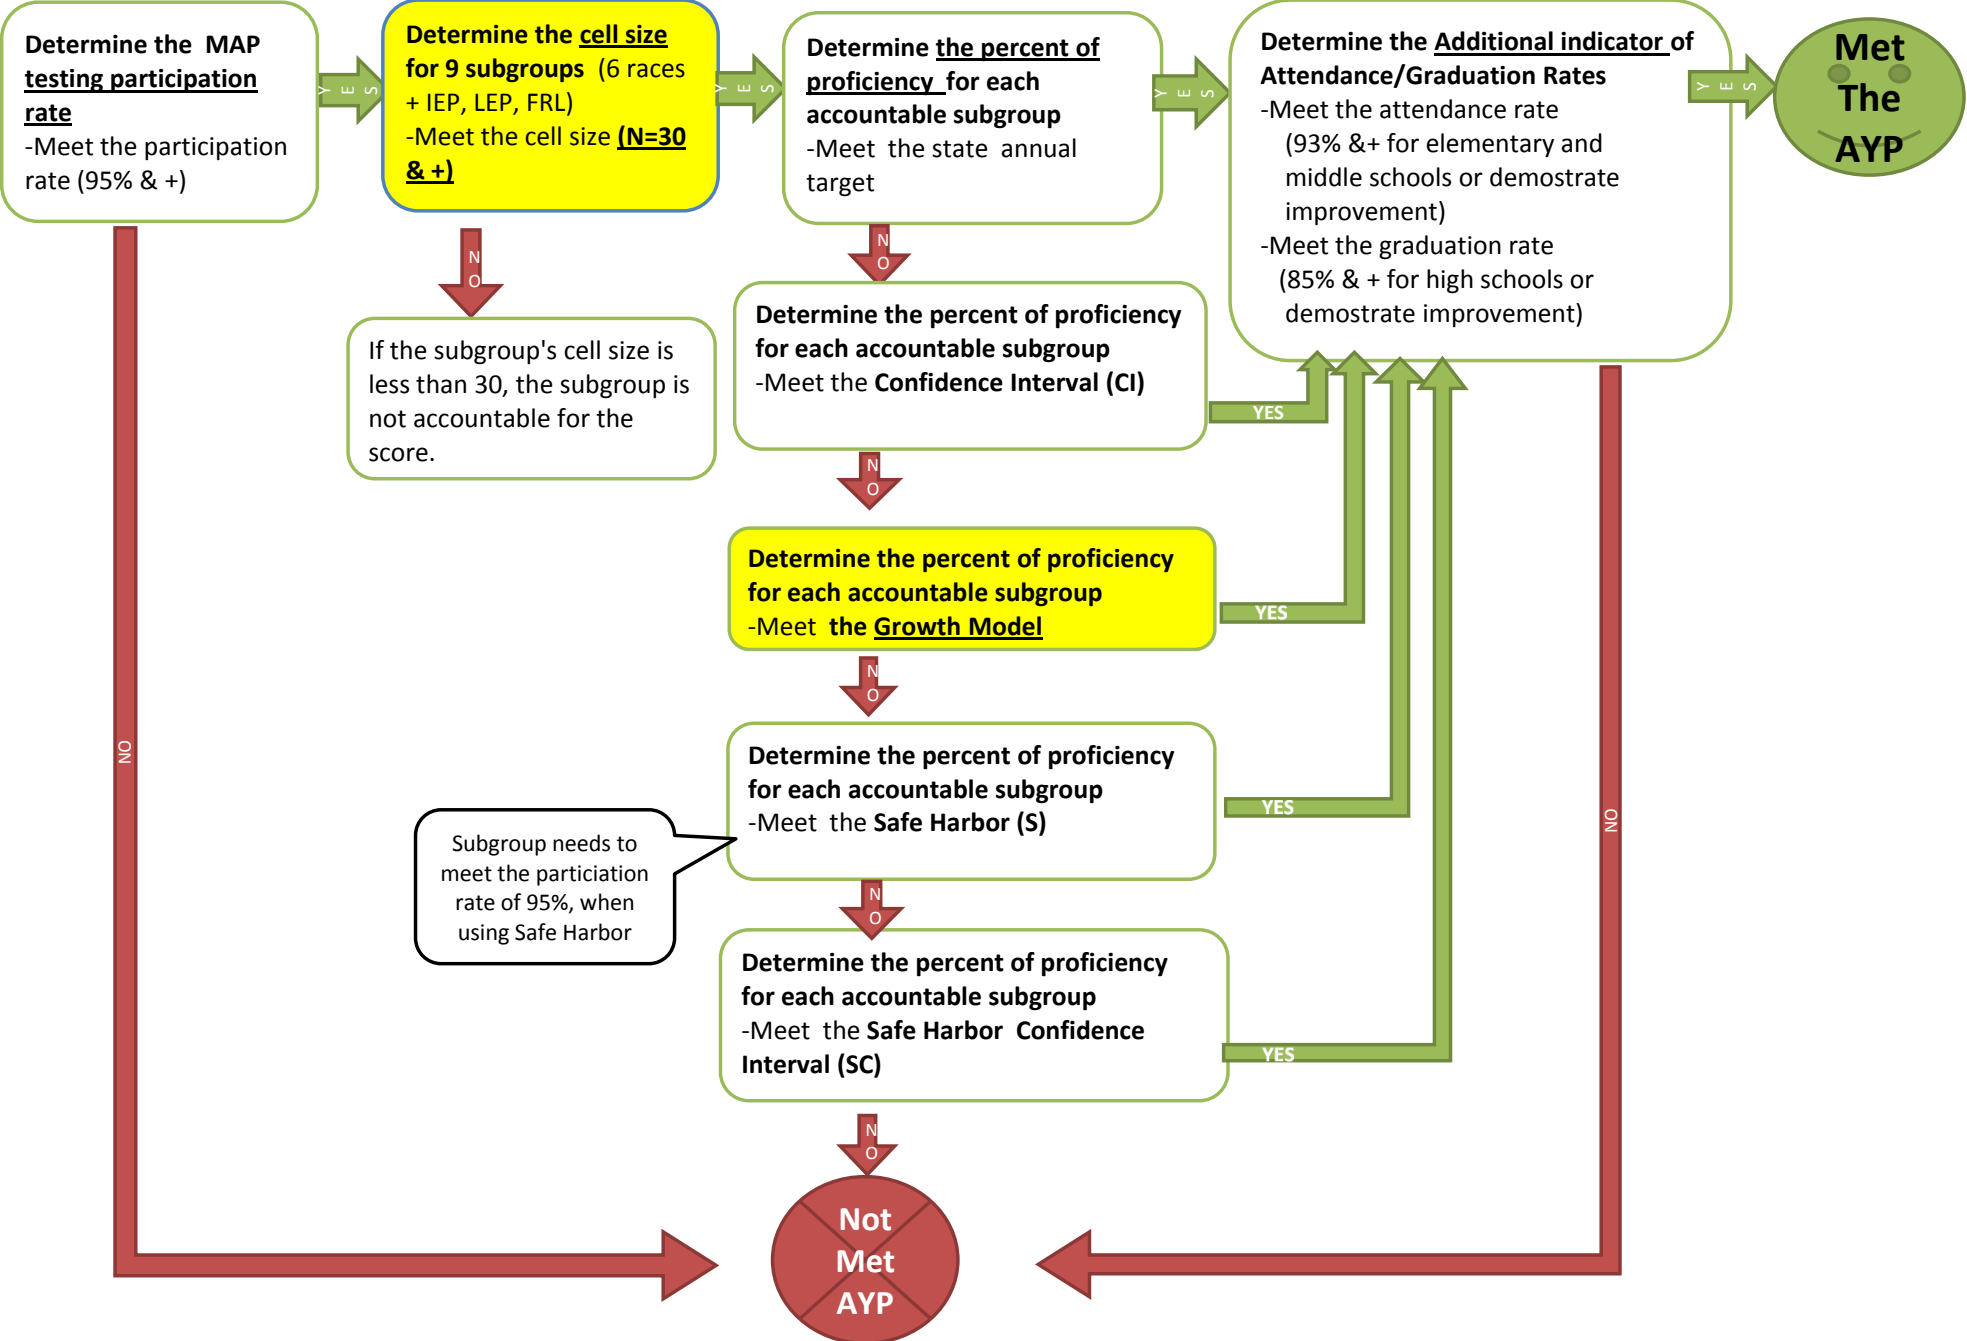 Determine the  MAP
testing participation
rate
-Meet the participation
rate (95% & +)
YES
Determine the cell size
for 9 subgroups  (6 races
+ IEP, LEP, FRL)
-Meet the cell size (N=30
& +)
YES
Determine the percent of
proficiency  for each
accountable subgroup
-Meet  the state  annual
target
YES
Determine the Additional indicator of
Attendance/Graduation Rates
-Meet the attendance rate
(93% &+ for elementary and
middle schools or demostrate
improvement)
-Meet the graduation rate
(85% & + for high schools or
demostrate improvement)
YES
Met
The
AYP
NO
If the subgroup's cell size is
less than 30, the subgroup is
not accountable for the
score.
NO
Determine the percent of proficiency
for each accountable subgroup
-Meet the Confidence Interval (CI)
YES
NO
Determine the percent of proficiency
for each accountable subgroup
-Meet  the Growth Model
YES
NO
Determine the percent of proficiency
for each accountable subgroup
-Meet  the Safe Harbor (S)
YES
Subgroup needs to
meet the particiation
rate of 95%, when
using Safe Harbor
NO
Determine the percent of proficiency
for each accountable subgroup
-Meet  the Safe Harbor  Confidence
Interval (SC)
YES
NO
NO
NO
Not
Met
AYP